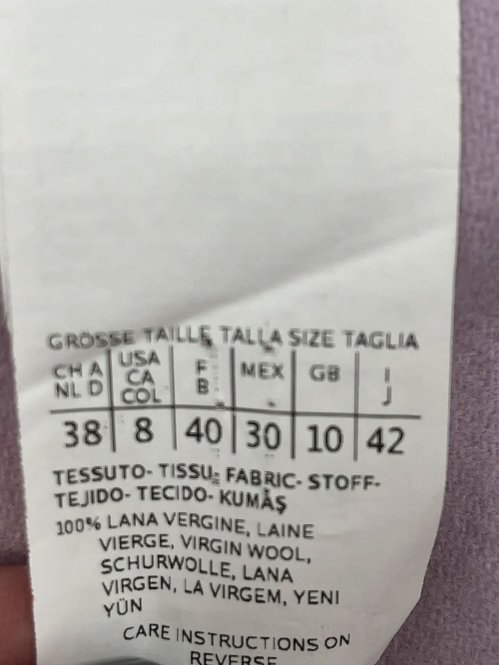 GRÖSSE TAILLE TALLA SIZE TAGLIA
CH A NL D USA CA COL F B MEX GB I J
38 8 40 30 10 42
TESSUTO- TISSU- FABRIC- STOFF-
TEJIDO- TECIDO- KUMAŞ
100% LANA VERGINE, LAINE
VIERGE, VIRGIN WOOL,
SCHURWOLLE, LANA
VIRGEN, LA VIRGEM, YENI
YÜN
CARE INSTRUCTIONS ON
REVERSE